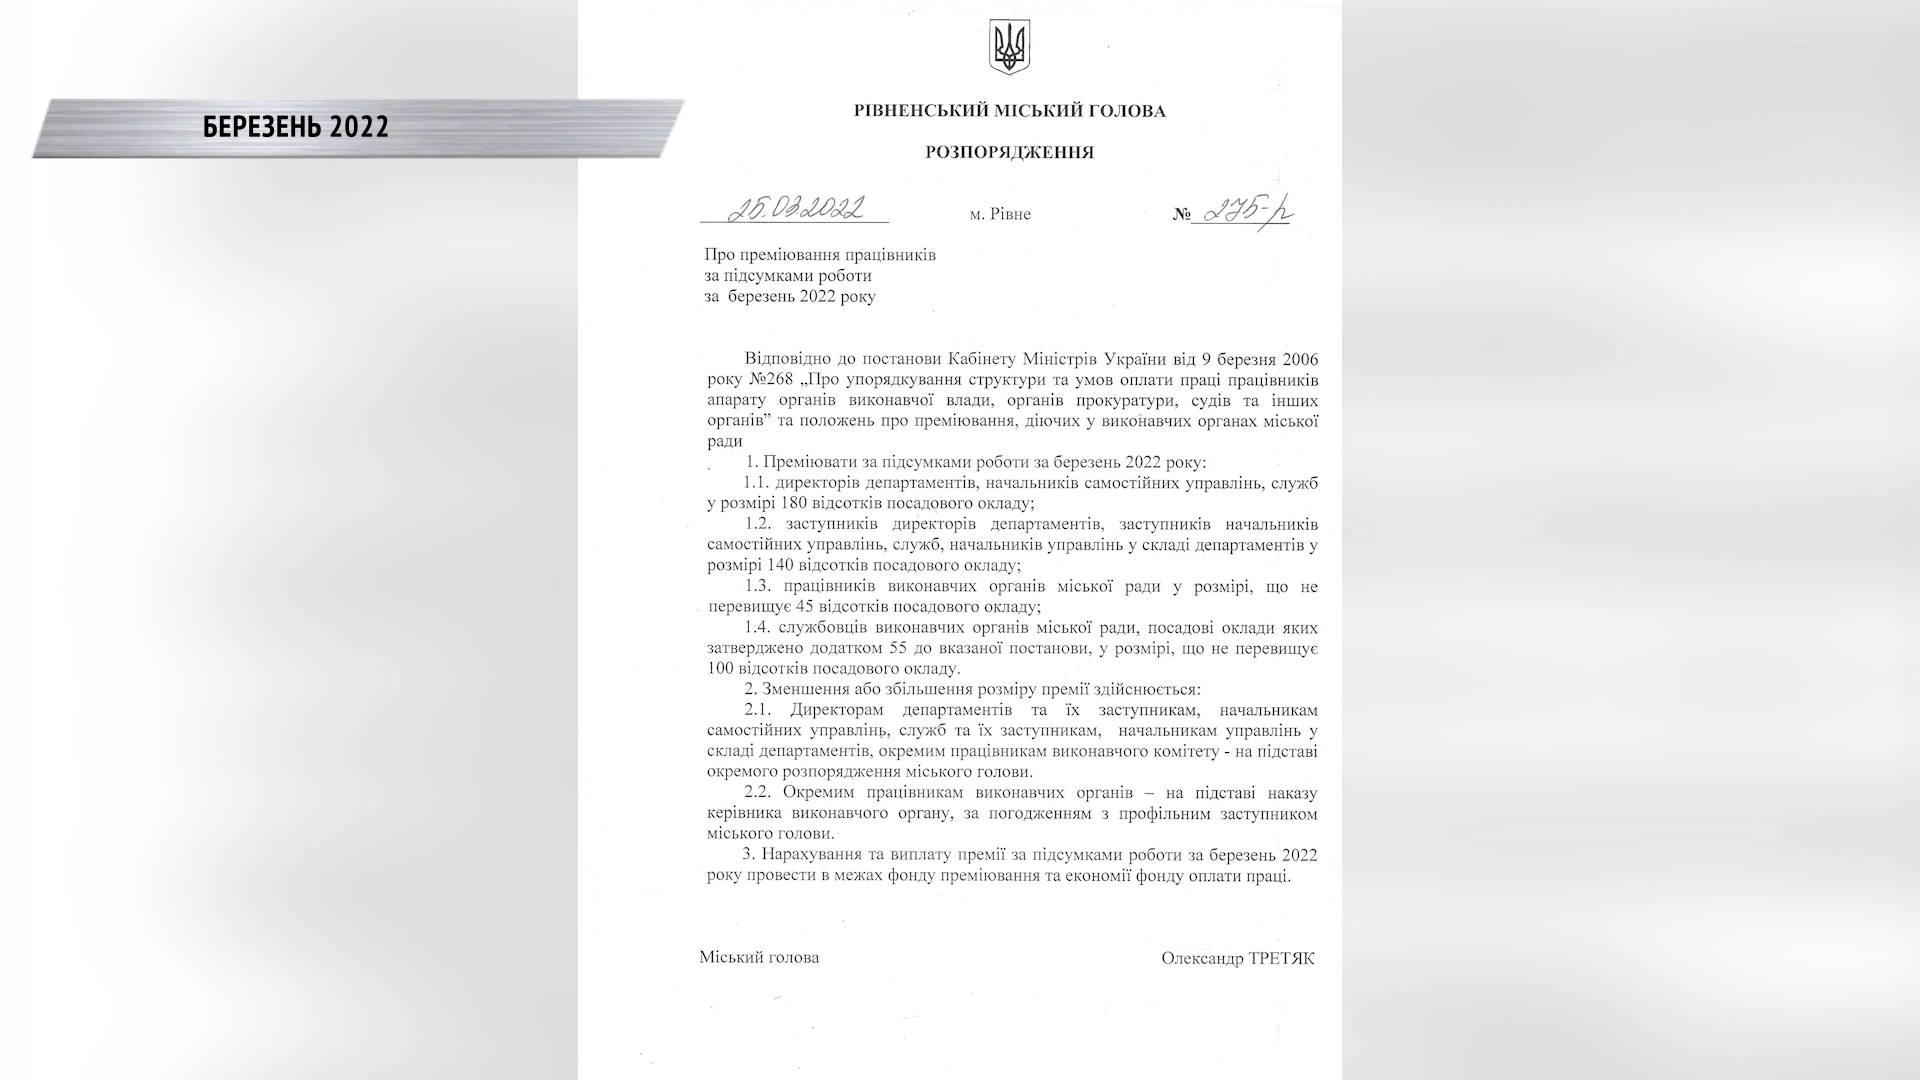 БЕРЕЗЕНЬ 2022
РІВНЕНСЬКИЙ МІСЬКИЙ ГОЛОВА
РОЗПОРЯДЖЕННЯ
25.03.2022 м. Рівне № 275-р
Про преміювання працівників
за підсумками роботи
за березень 2022 року
Відповідно до постанови Кабінету Міністрів України від 9 березня 2006
року №268 „Про упорядкування структури та умов оплати праці працівників
апарату органів виконавчої влади, органів прокуратури, судів та інших
органів” та положень про преміювання, діючих у виконавчих органах міської
ради
1. Преміювати за підсумками роботи за березень 2022 року:
1.1. директорів департаментів, начальників самостійних управлінь, служб
у розмірі 180 відсотків посадового окладу;
1.2. заступників директорів департаментів, заступників начальників
самостійних управлінь, служб, начальників управлінь у складі департаментів у
розмірі 140 відсотків посадового окладу;
1.3. працівників виконавчих органів міської ради у розмірі, що не
перевищує 45 відсотків посадового окладу;
1.4. службовців виконавчих органів міської ради, посадові оклади яких
затверджено додатком 55 до вказаної постанови, у розмірі, що не перевищує
100 відсотків посадового окладу.
2. Зменшення або збільшення розміру премії здійснюється:
2.1. Директорам департаментів та їх заступникам, начальникам
самостійних управлінь, служб та їх заступникам, начальникам управлінь у
складі департаментів, окремим працівникам виконавчого комітету - на підставі
окремого розпорядження міського голови.
2.2. Окремим працівникам виконавчих органів – на підставі наказу
керівника виконавчого органу, за погодженням з профільним заступником
міського голови.
3. Нарахування та виплату премії за підсумками роботи за березень 2022
року провести в межах фонду преміювання та економії фонду оплати праці.
Міський голова Олександр ТРЕТЯК